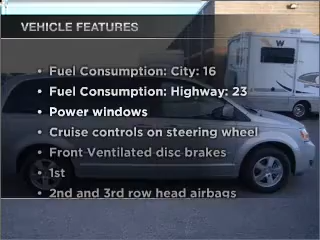 VEHICLE FEATURES
W
• Fuel Consumption: City: 16
• Fuel Consumption: Highway: 23
• Power windows
• Cruise controls on steering wheel
• Front Ventilated disc brakes
• 1st
• 2nd and 3rd row head airbags